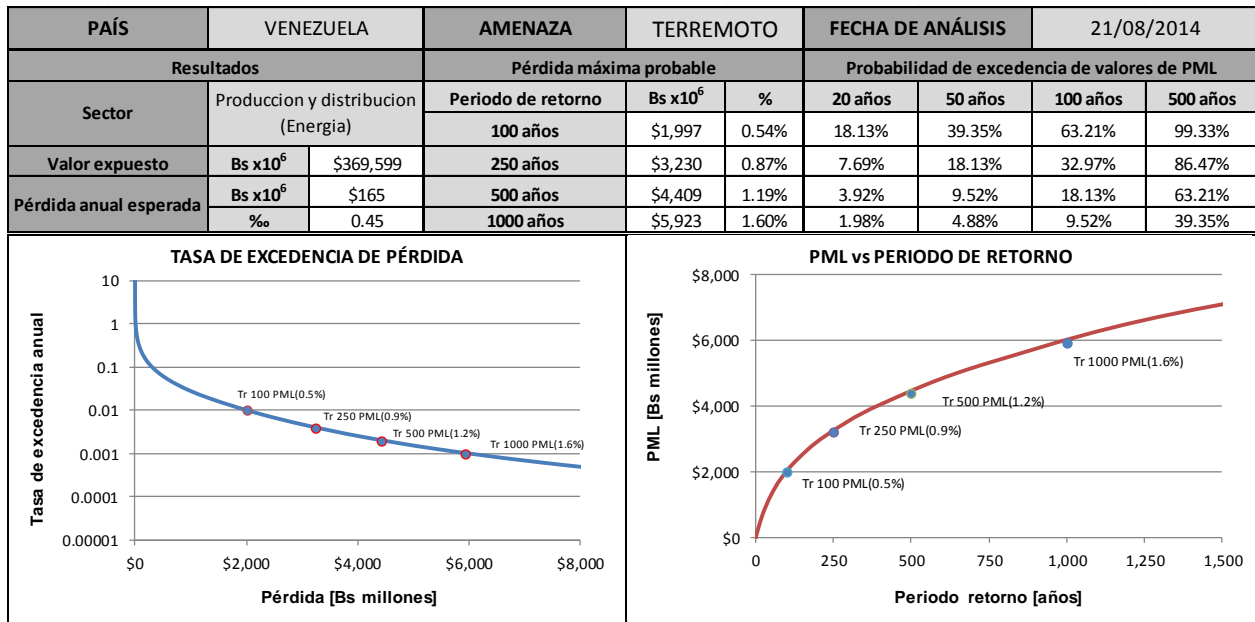 PAÍS VENEZUELA AMENAZA TERREMOTO FECHA DE ANÁLISIS 21/08/2014
Resultados Pérdida máxima probable Probabilidad de excedencia de valores de PML
Sector Produccion y distribucion (Energia) Periodo de retorno Bs x10⁶ % 20 años 50 años 100 años 500 años
100 años $1,997 0.54% 18.13% 39.35% 63.21% 99.33%
Valor expuesto Bs x10⁶ $369,599 250 años $3,230 0.87% 7.69% 18.13% 32.97% 86.47%
Pérdida anual esperada Bs x10⁶ $165 500 años $4,409 1.19% 3.92% 9.52% 18.13% 63.21%
‰ 0.45 1000 años $5,923 1.60% 1.98% 4.88% 9.52% 39.35%
TASA DE EXCEDENCIA DE PÉRDIDA
Tasa de excedencia anual
10
1
0.1
0.01
0.001
0.0001
0.00001
Tr 100 PML(0.5%)
Tr 250 PML(0.9%)
Tr 500 PML(1.2%)
Tr 1000 PML(1.6%)
$0 $2,000 $4,000 $6,000 $8,000
Pérdida [Bs millones]
PML vs PERIODO DE RETORNO
PML [Bs millones]
$8,000
$6,000
$4,000
$2,000
$0
Tr 1000 PML(1.6%)
Tr 500 PML(1.2%)
Tr 250 PML(0.9%)
Tr 100 PML(0.5%)
0 250 500 750 1,000 1,250 1,500
Periodo retorno [años]